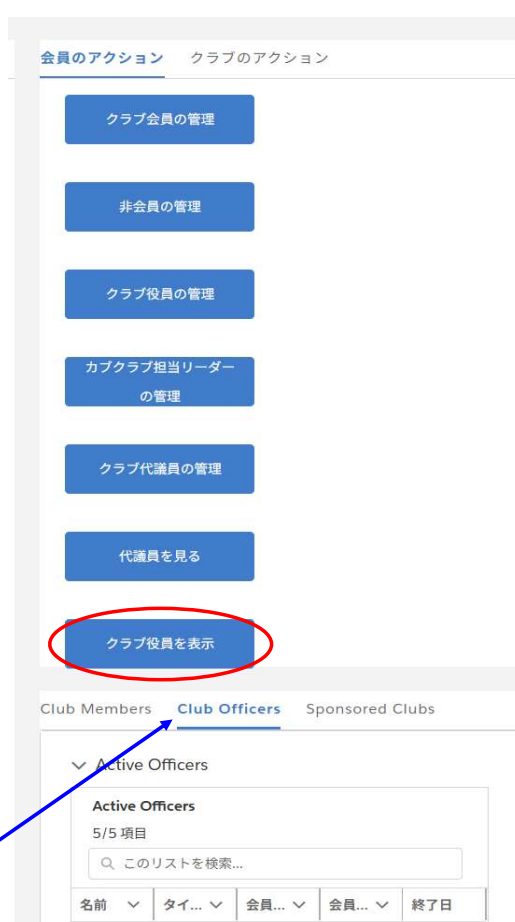 会員のアクション クラブのアクション
クラブ会員の管理
非会員の管理
クラブ役員の管理
カブクラブ担当リーダー
の管理
クラブ代議員の管理
代議員を見る
クラブ役員を表示
Club Members Club Officers Sponsored Clubs
Active Officers
Active Officers
5/5 項目
このリストを検索...
名前 タイ... 会員... 会員... 終了日